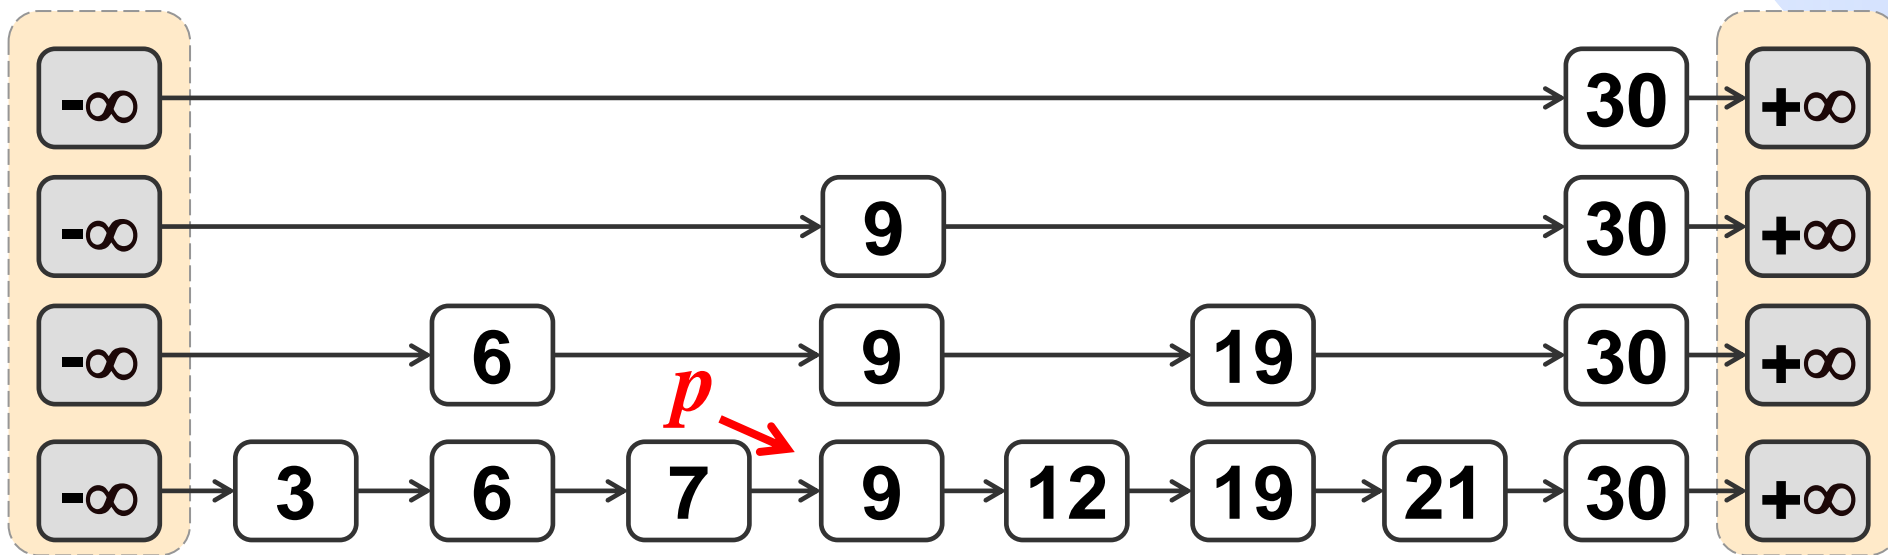 -∞ 30 +∞
-∞ 9 30 +∞
-∞ 6 9 19 30 +∞
p
-∞ 3 6 7 9 12 19 21 30 +∞